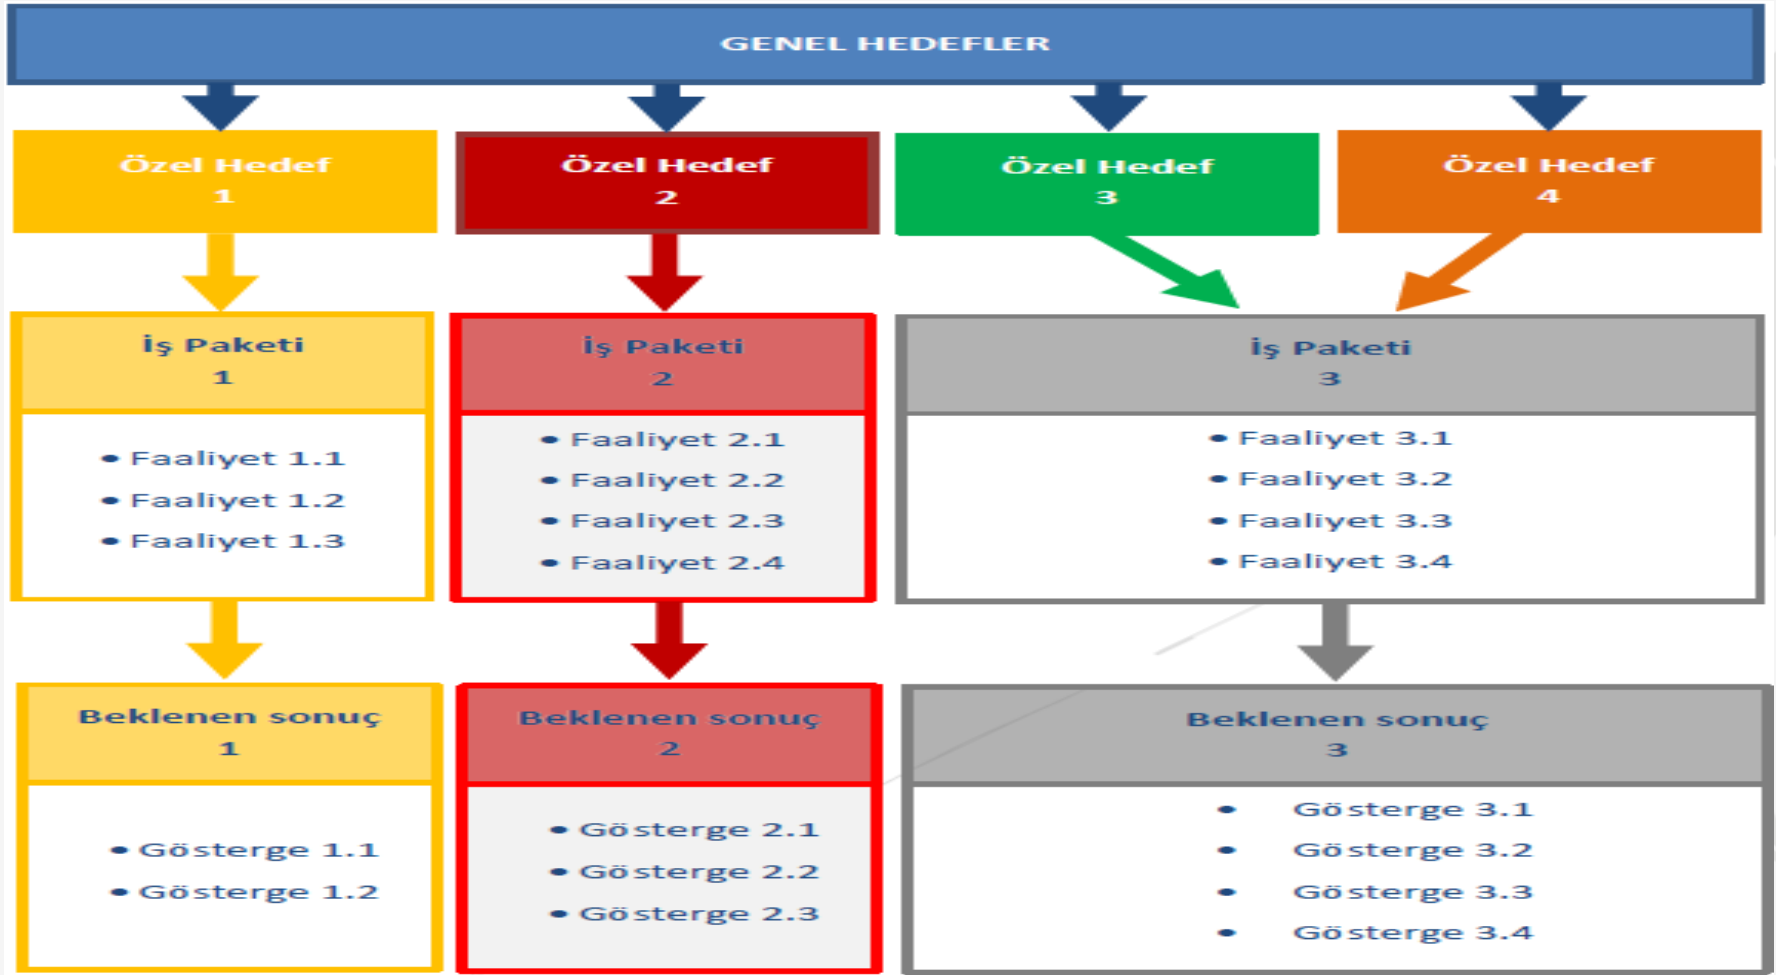 GENEL HEDEFLER
Özel Hedef
1
Özel Hedef
2
Özel Hedef
3
Özel Hedef
4
İş Paketi
1
• Faaliyet 1.1
• Faaliyet 1.2
• Faaliyet 1.3
İş Paketi
2
• Faaliyet 2.1
• Faaliyet 2.2
• Faaliyet 2.3
• Faaliyet 2.4
İş Paketi
3
• Faaliyet 3.1
• Faaliyet 3.2
• Faaliyet 3.3
• Faaliyet 3.4
Beklenen sonuç
1
• Gösterge 1.1
• Gösterge 1.2
Beklenen sonuç
2
• Gösterge 2.1
• Gösterge 2.2
• Gösterge 2.3
Beklenen sonuç
3
• Gösterge 3.1
• Gösterge 3.2
• Gösterge 3.3
• Gösterge 3.4